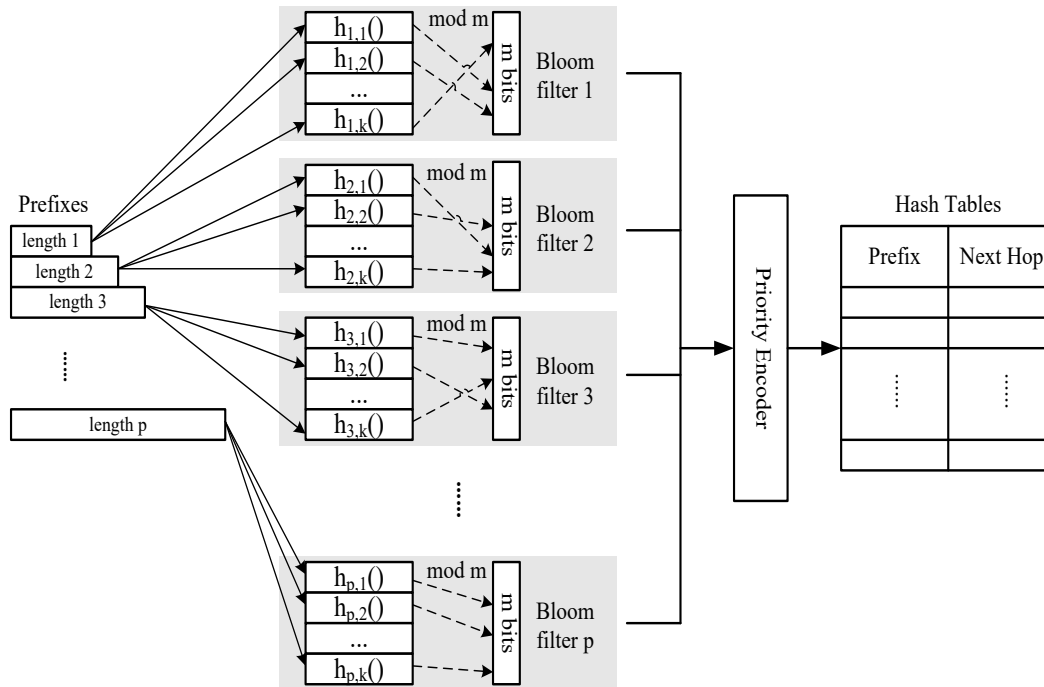 Prefixes
length 1
length 2
length 3
......
length p
h1,1()
h1,2()
...
h1,k()
mod m
m bits
Bloom
filter 1
h2,1()
h2,2()
...
h2,k()
mod m
m bits
Bloom
filter 2
h3,1()
h3,2()
...
h3,k()
mod m
m bits
Bloom
filter 3
......
hp,1()
hp,2()
...
hp,k()
mod m
m bits
Bloom
filter p
Priority Encoder
Hash Tables
Prefix Next Hop
...... ......